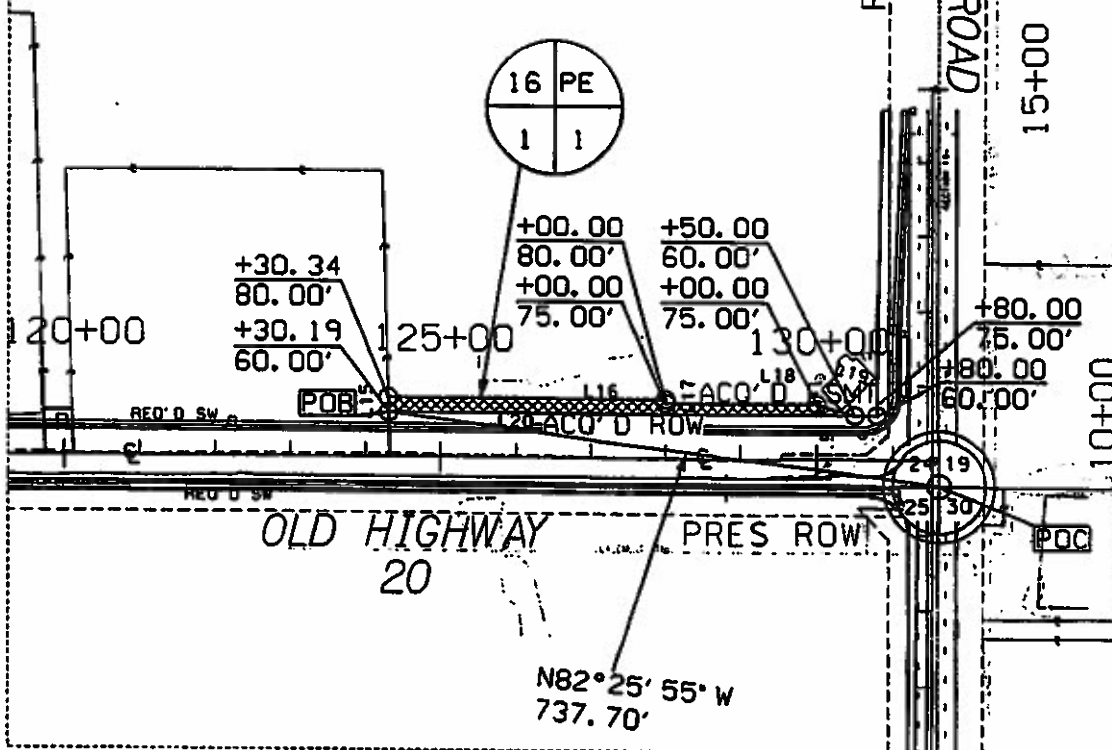 ROAD
15+00
16 PE
1 1
+00.00
80.00'
+00.00
75.00'
+50.00
60.00'
+00.00
75.00'
+30.34
80.00'
+30.19
60.00'
+80.00
75.00'
+80.00
60.00'
120+00
125+00
130+00
10+00
POB
L16
ACQ'D
L18
REQ'D SW
L20
ACQ'D ROW
REQ'D SW
24 19
25 30
OLD HIGHWAY
20
PRES ROW
POC
N82°25'55"W
737.70'